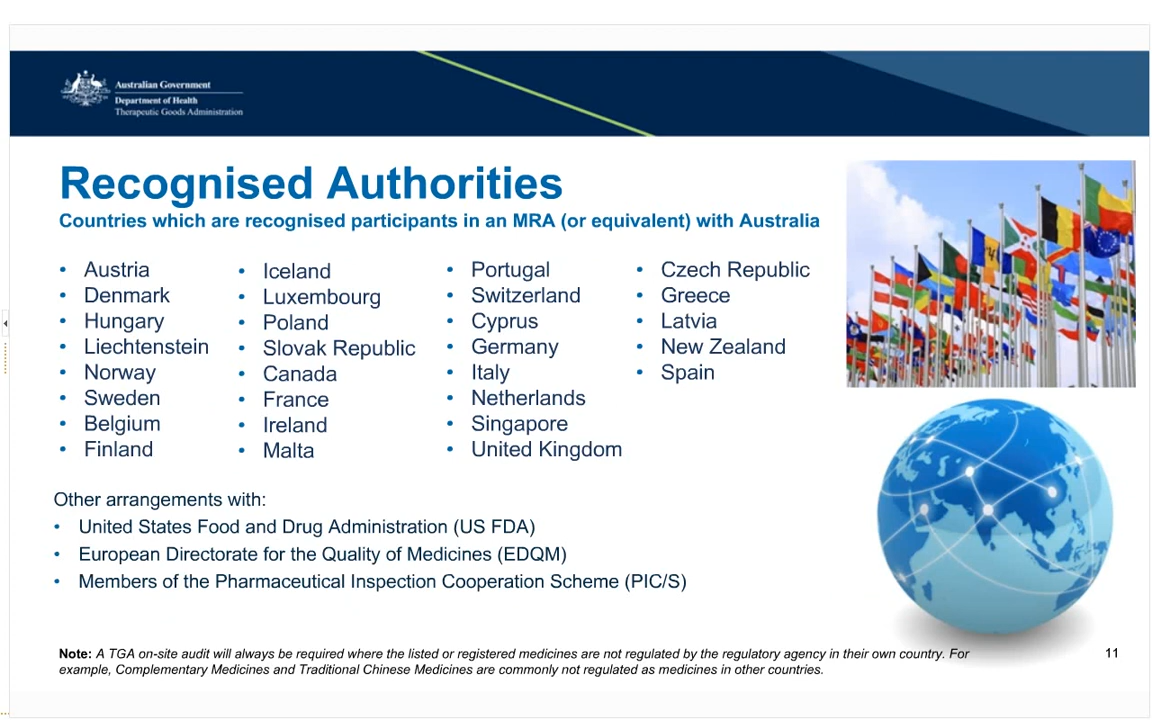 Australian Government
Department of Health
Therapeutic Goods Administration
Recognised Authorities
Countries which are recognised participants in an MRA (or equivalent) with Australia
• Austria
• Denmark
• Hungary
• Liechtenstein
• Norway
• Sweden
• Belgium
• Finland
• Iceland
• Luxembourg
• Poland
• Slovak Republic
• Canada
• France
• Ireland
• Malta
• Portugal
• Switzerland
• Cyprus
• Germany
• Italy
• Netherlands
• Singapore
• United Kingdom
• Czech Republic
• Greece
• Latvia
• New Zealand
• Spain
Other arrangements with:
• United States Food and Drug Administration (US FDA)
• European Directorate for the Quality of Medicines (EDQM)
• Members of the Pharmaceutical Inspection Cooperation Scheme (PIC/S)
Note: A TGA on-site audit will always be required where the listed or registered medicines are not regulated by the regulatory agency in their own country. For
example, Complementary Medicines and Traditional Chinese Medicines are commonly not regulated as medicines in other countries.
11